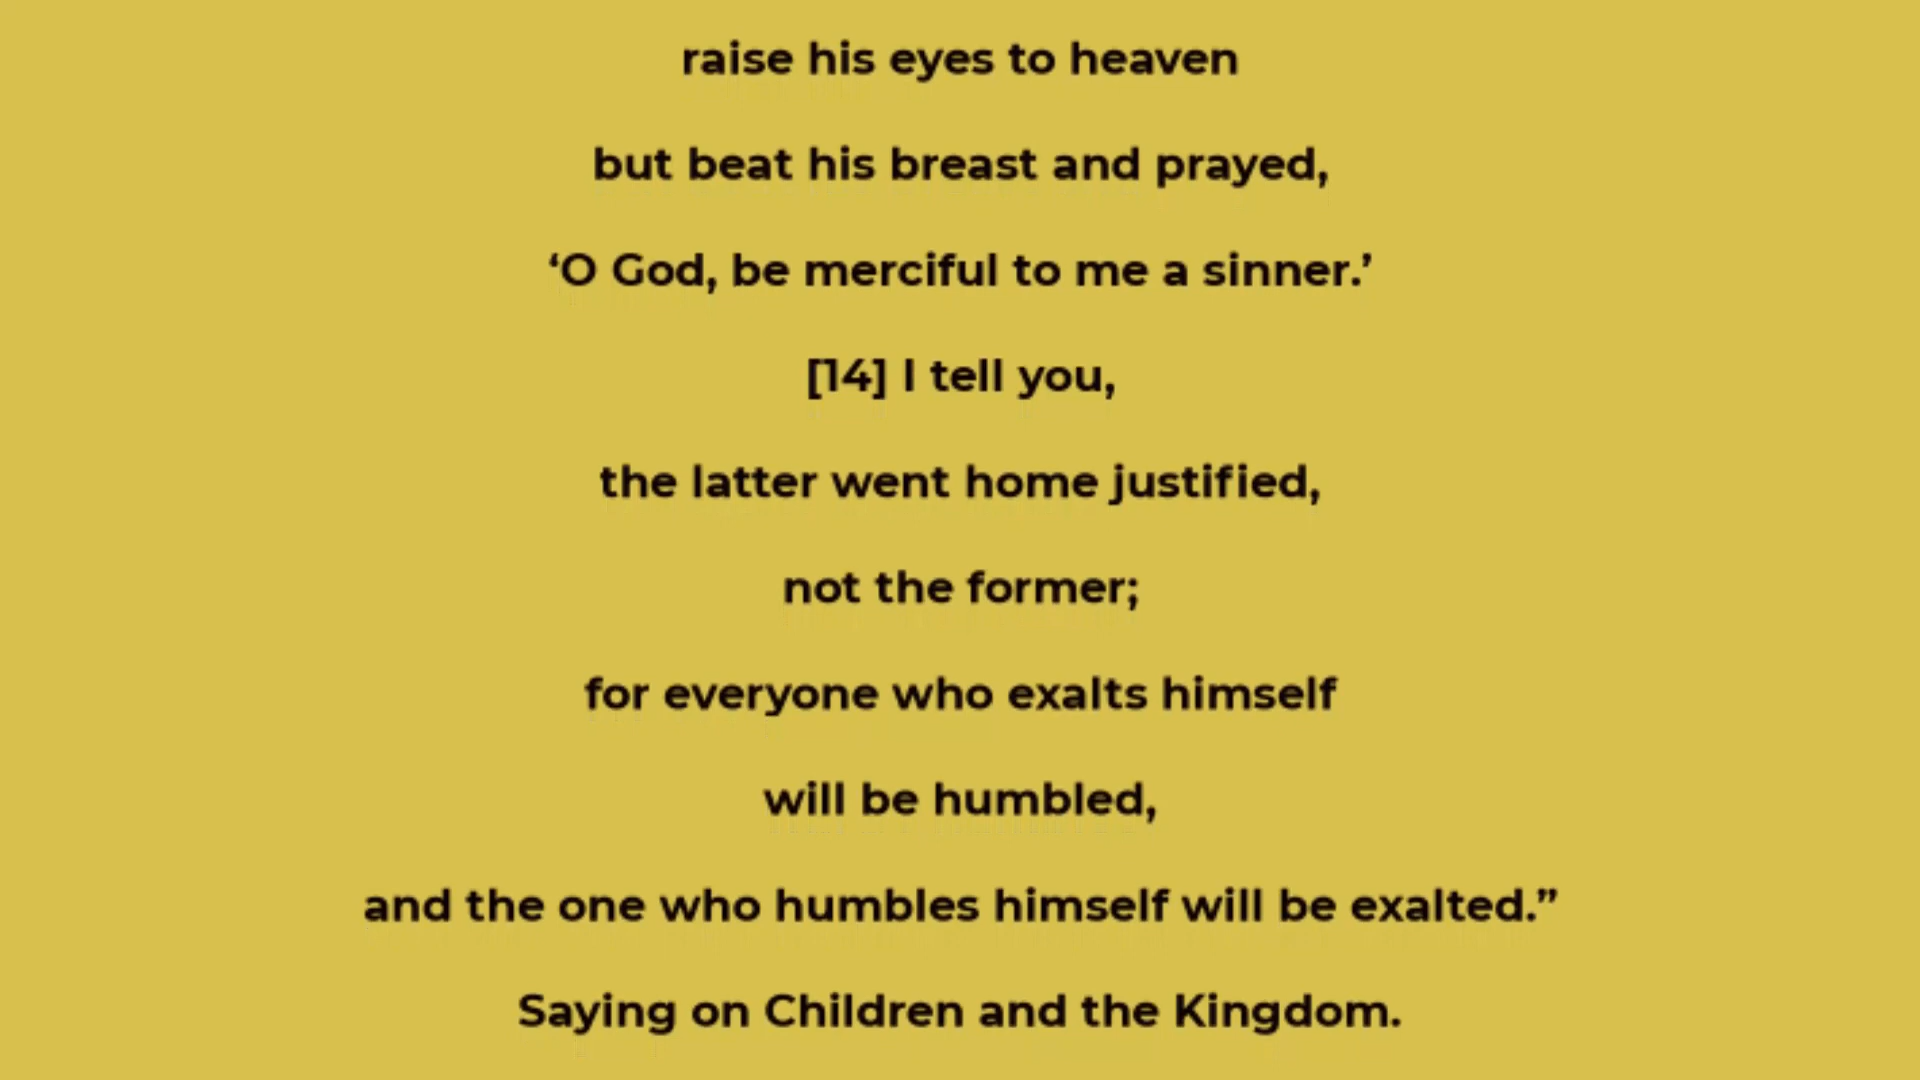 raise his eyes to heaven
but beat his breast and prayed,
‘O God, be merciful to me a sinner.’
[14] I tell you,
the latter went home justified,
not the former;
for everyone who exalts himself
will be humbled,
and the one who humbles himself will be exalted.”
Saying on Children and the Kingdom.